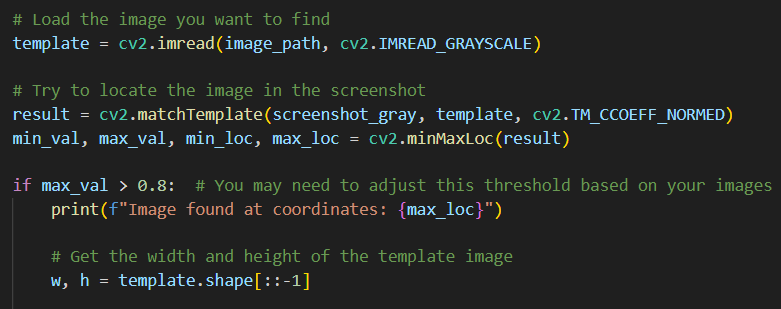 # Load the image you want to find
template = cv2.imread(image_path, cv2.IMREAD_GRAYSCALE)
# Try to locate the image in the screenshot
result = cv2.matchTemplate(screenshot_gray, template, cv2.TM_CCOEFF_NORMED)
min_val, max_val, min_loc, max_loc = cv2.minMaxLoc(result)
if max_val > 0.8:  # You may need to adjust this threshold based on your images
    print(f"Image found at coordinates: {max_loc}")
    # Get the width and height of the template image
    w, h = template.shape[::-1]